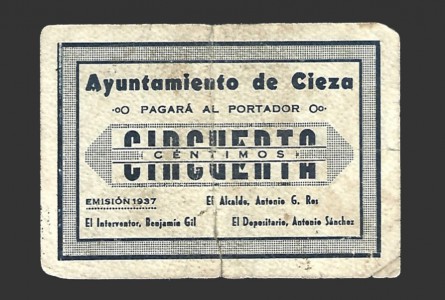 Ayuntamiento de Cieza
PAGARÁ AL PORTADOR
CINCUENTA
CÉNTIMOS
EMISIÓN 1937
El Alcalde, Antonio G. Ros
El Interventor, Benjamín Gil
El Depositario, Antonio Sánchez